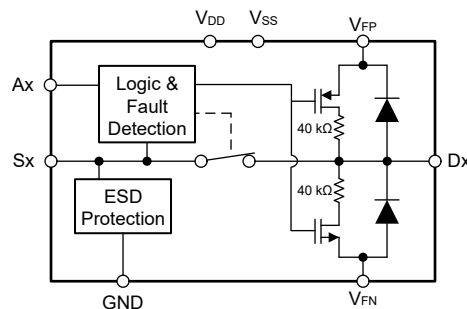 VDD
VSS
VFP
Ax
Logic &
Fault
Detection
40 kΩ
Sx
Dx
40 kΩ
ESD
Protection
GND
VFN